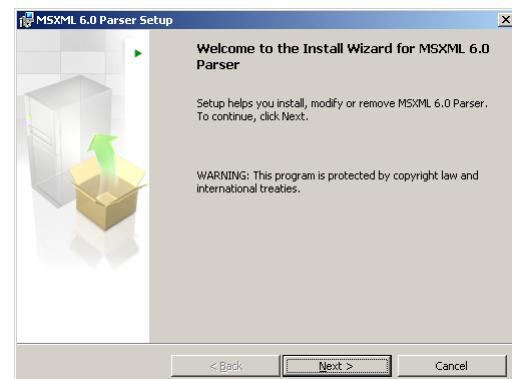 MSXML 6.0 Parser Setup
Welcome to the Install Wizard for MSXML 6.0
Parser
Setup helps you install, modify or remove MSXML 6.0 Parser.
To continue, click Next.
WARNING: This program is protected by copyright law and
international treaties.
< Back
Next >
Cancel